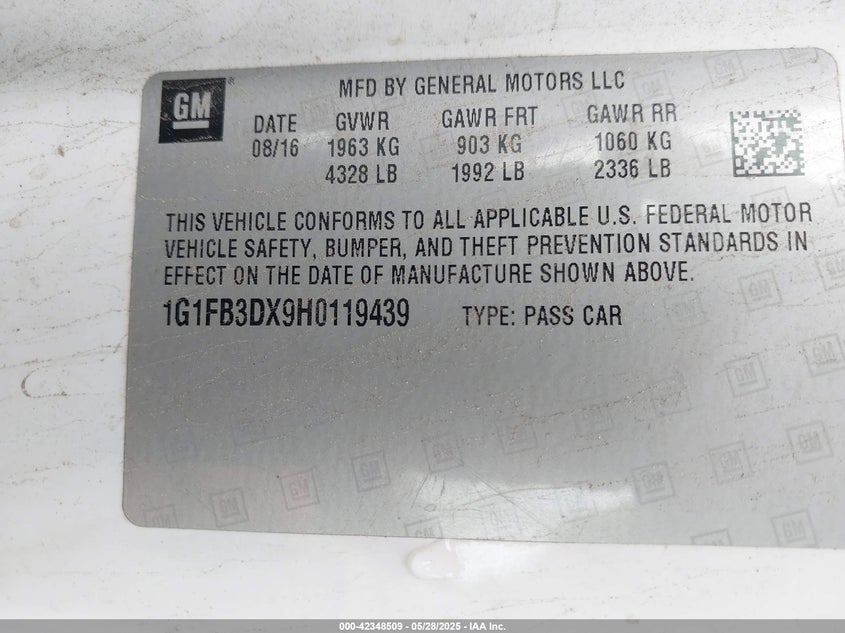 GM®
MFD BY GENERAL MOTORS LLC
DATE GVWR GAWR FRT GAWR RR
08/16 1963 KG 903 KG 1060 KG
4328 LB 1992 LB 2336 LB
THIS VEHICLE CONFORMS TO ALL APPLICABLE U.S. FEDERAL MOTOR
VEHICLE SAFETY, BUMPER, AND THEFT PREVENTION STANDARDS IN
EFFECT ON THE DATE OF MANUFACTURE SHOWN ABOVE.
1G1FB3DX9H0119439 TYPE: PASS CAR
000-42348509 - 05/28/2025 - IAA Inc.